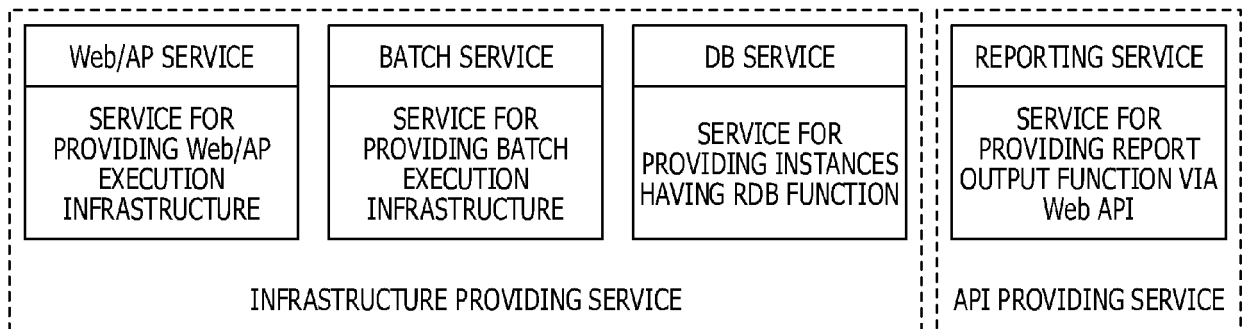 Web/AP SERVICE
SERVICE FOR
PROVIDING Web/AP
EXECUTION
INFRASTRUCTURE
BATCH SERVICE
SERVICE FOR
PROVIDING BATCH
EXECUTION
INFRASTRUCTURE
DB SERVICE
SERVICE FOR
PROVIDING INSTANCES
HAVING RDB FUNCTION
INFRASTRUCTURE PROVIDING SERVICE
REPORTING SERVICE
SERVICE FOR
PROVIDING REPORT
OUTPUT FUNCTION VIA
Web API
API PROVIDING SERVICE